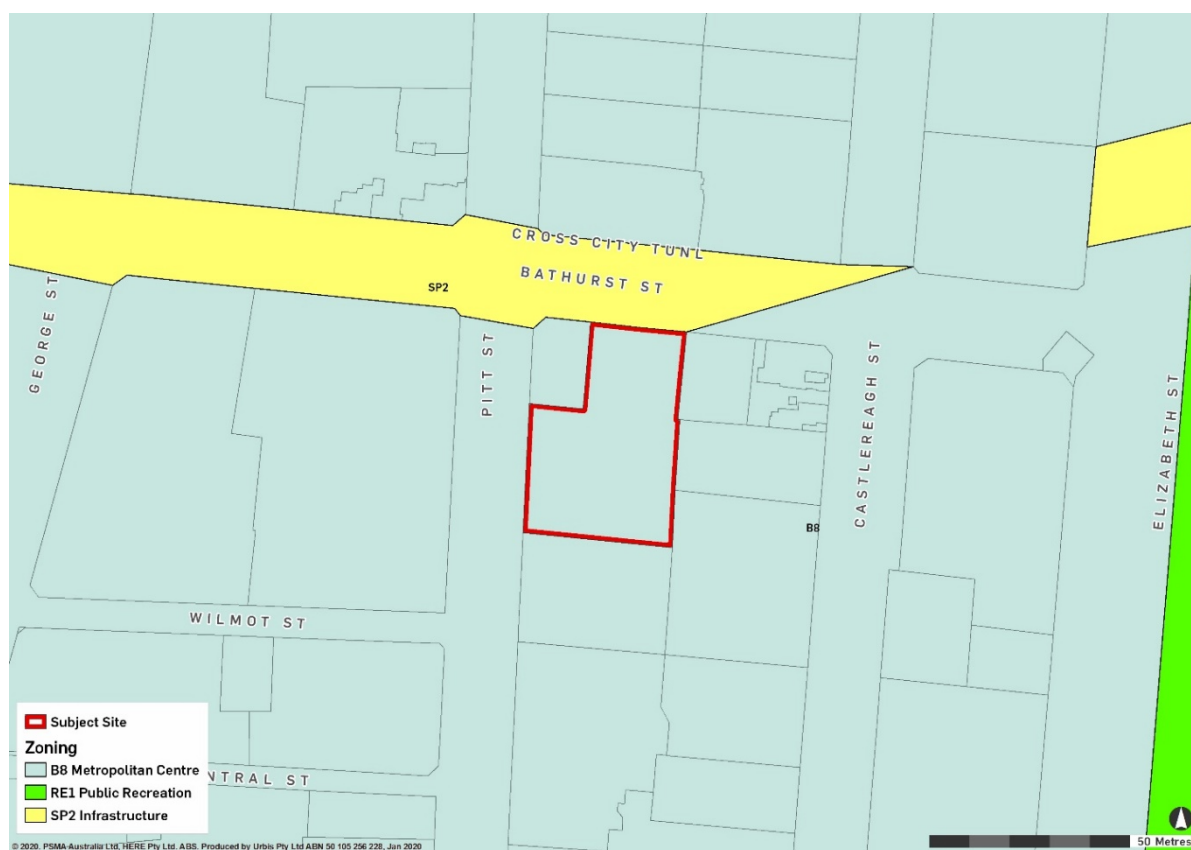 CROSS CITY TUNL
BATHURST ST
SP2
GEORGE ST
PITT ST
CASTLEREAGH ST
ELIZABETH ST
B8
WILMOT ST
NTRAL ST
Subject Site
Zoning
B8 Metropolitan Centre
RE1 Public Recreation
SP2 Infrastructure
50 Metres
© 2020. PSMA Australia Ltd, HERE Pty Ltd. ABS. Produced by Urbis Pty Ltd ABN 50 105 256 228, Jan 2020